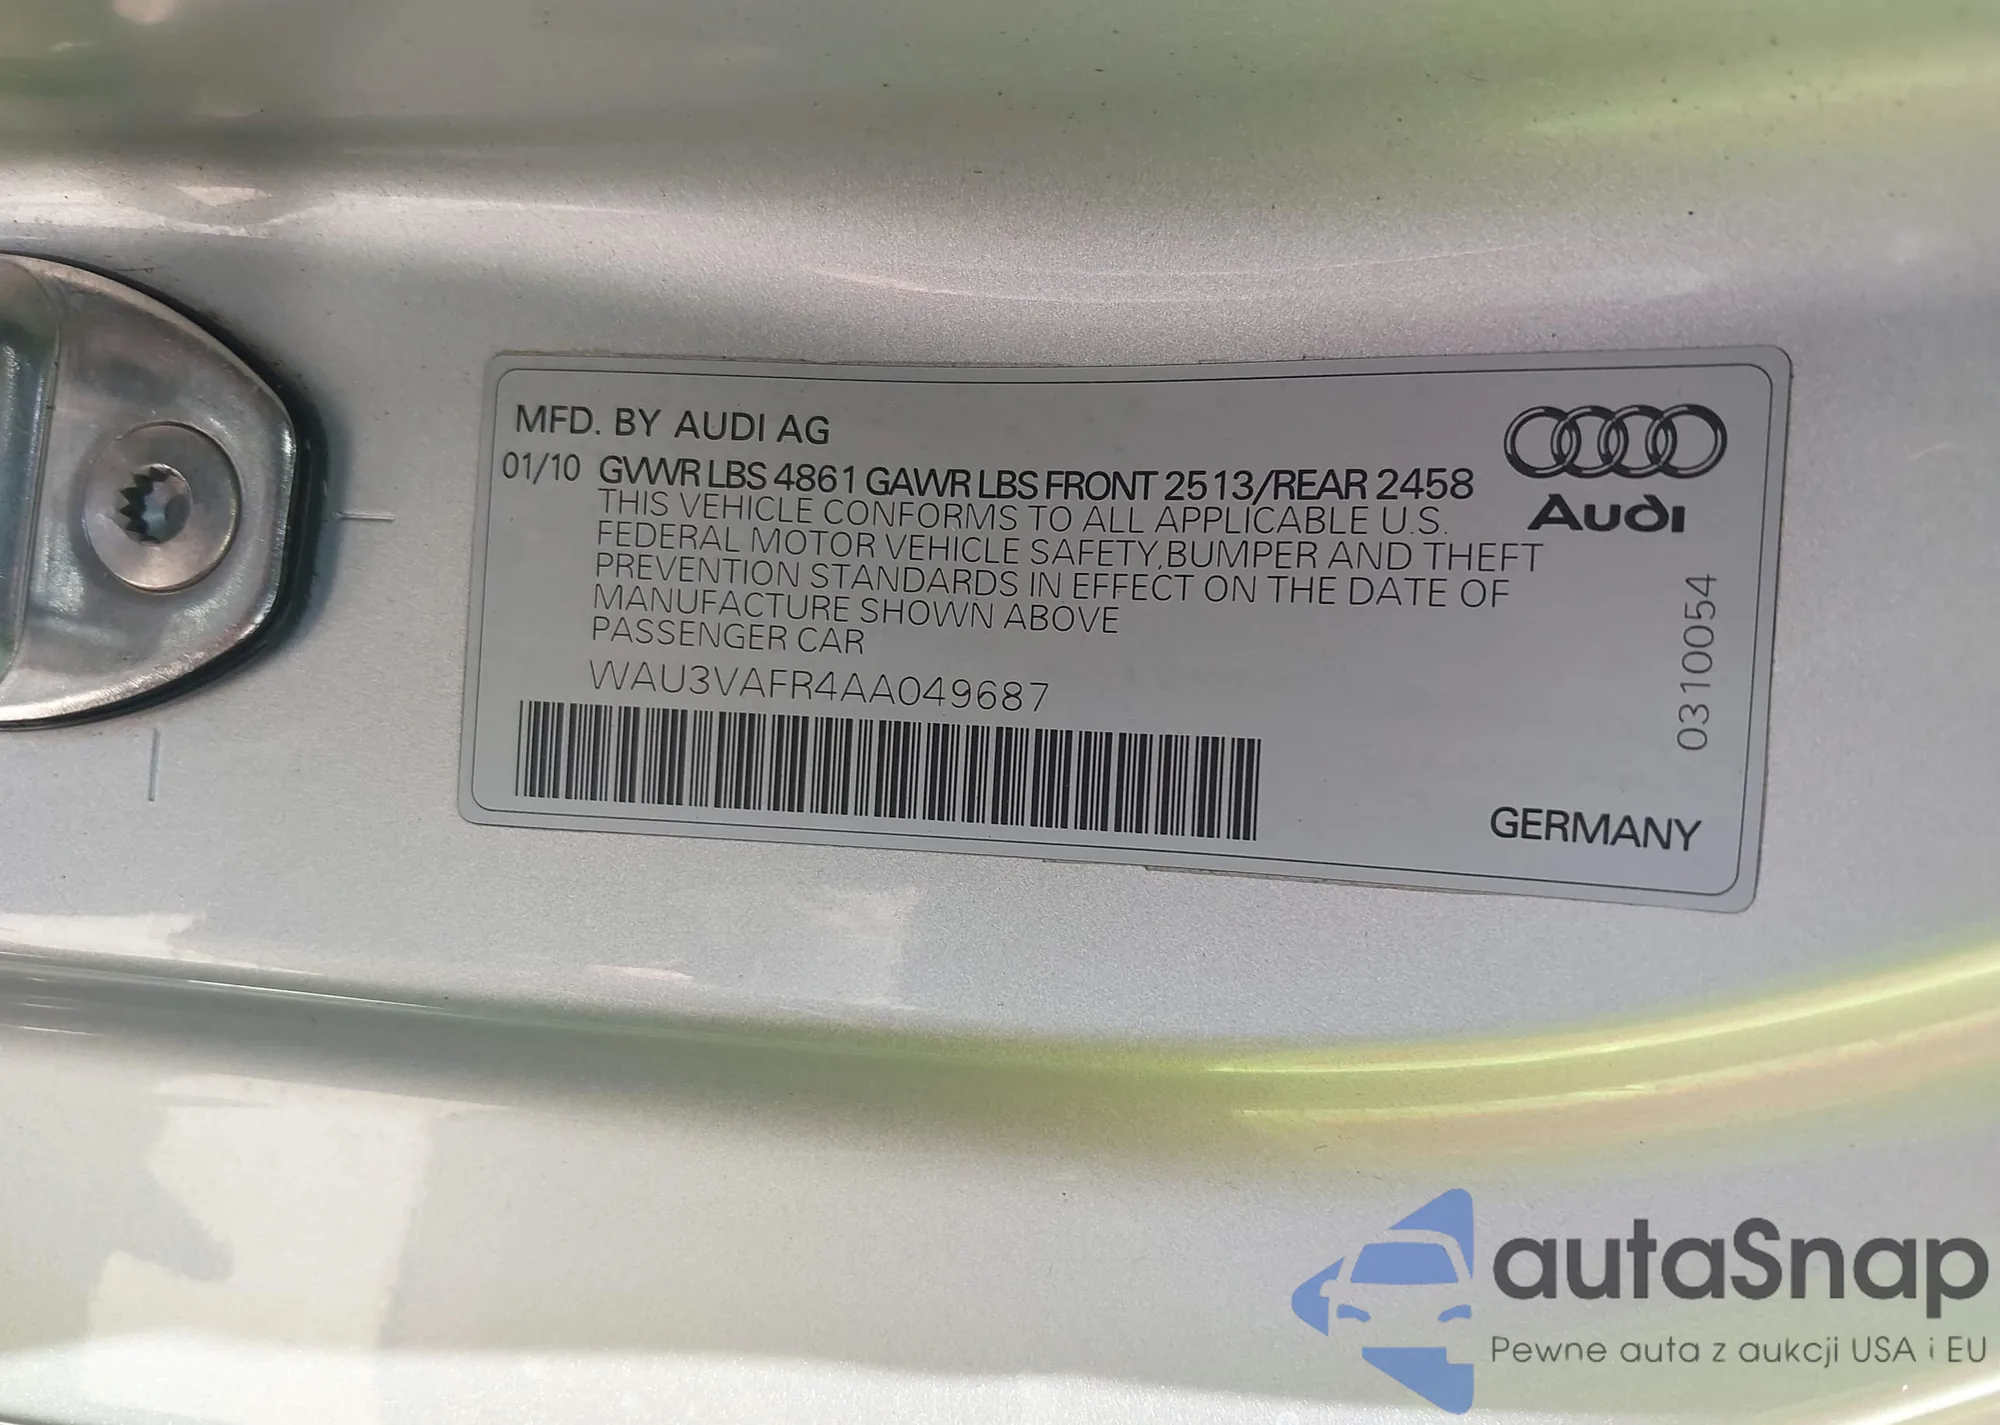 MFD. BY AUDI AG
01/10 GVWR LBS 4861 GAWR LBS FRONT 2513/REAR 2458
THIS VEHICLE CONFORMS TO ALL APPLICABLE U.S.
FEDERAL MOTOR VEHICLE SAFETY,BUMPER AND THEFT
PREVENTION STANDARDS IN EFFECT ON THE DATE OF
MANUFACTURE SHOWN ABOVE
PASSENGER CAR
WAU3VAFR4AA049687
Audi
0310054
GERMANY
autaSnap
Pewne auta z aukcji USA i EU